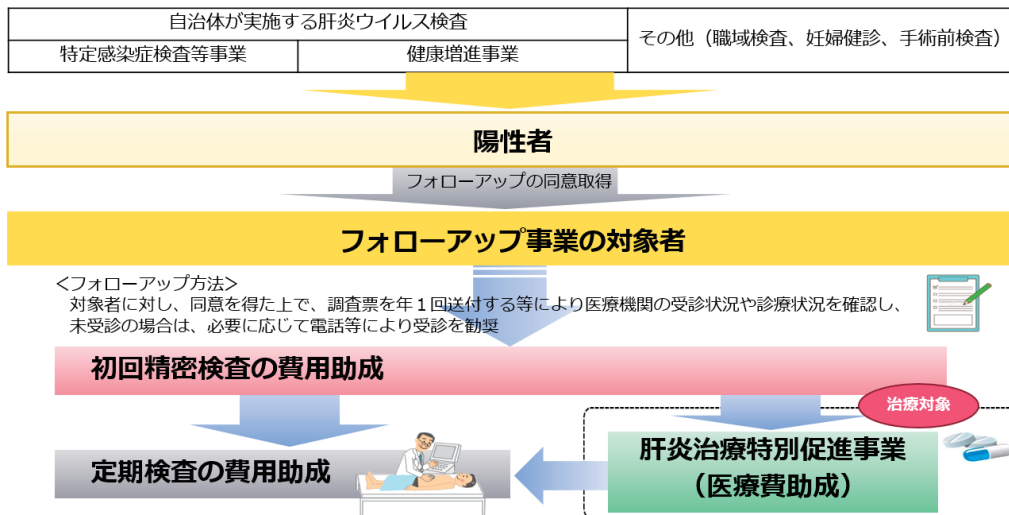 自治体が実施する肝炎ウイルス検査
特定感染症検査等事業
健康増進事業
その他（職域検査、妊婦健診、手術前検査）
陽性者
フォローアップの同意取得
フォローアップ事業の対象者
＜フォローアップ方法＞
対象者に対し、同意を得た上で、調査票を年１回送付する等により医療機関の受診状況や診療状況を確認し、
未受診の場合は、必要に応じて電話等により受診を勧奨
初回精密検査の費用助成
治療対象
定期検査の費用助成
肝炎治療特別促進事業
（医療費助成）